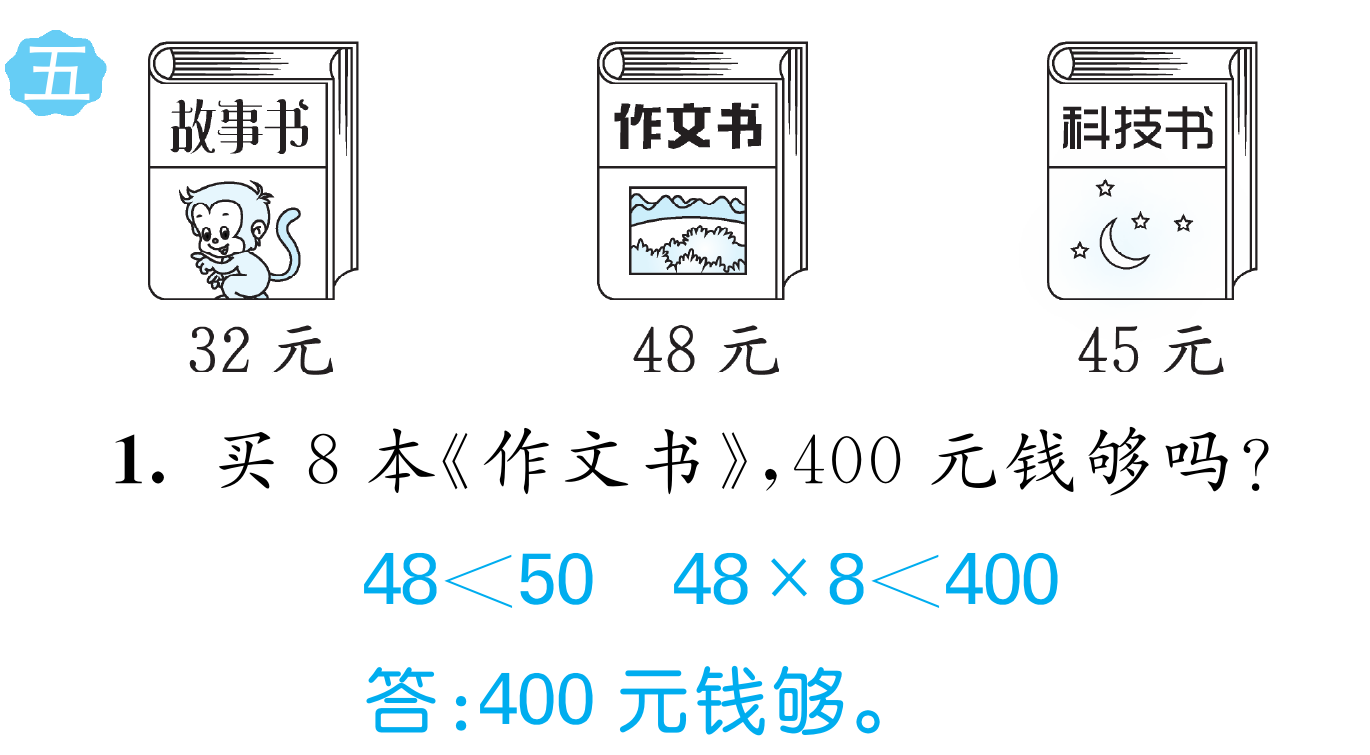 五
故事书 作文书 科技书
32 元 48 元 45 元
1. 买 8 本《作文书》,400 元钱够吗?
48<50 48×8<400
答:400 元钱够。